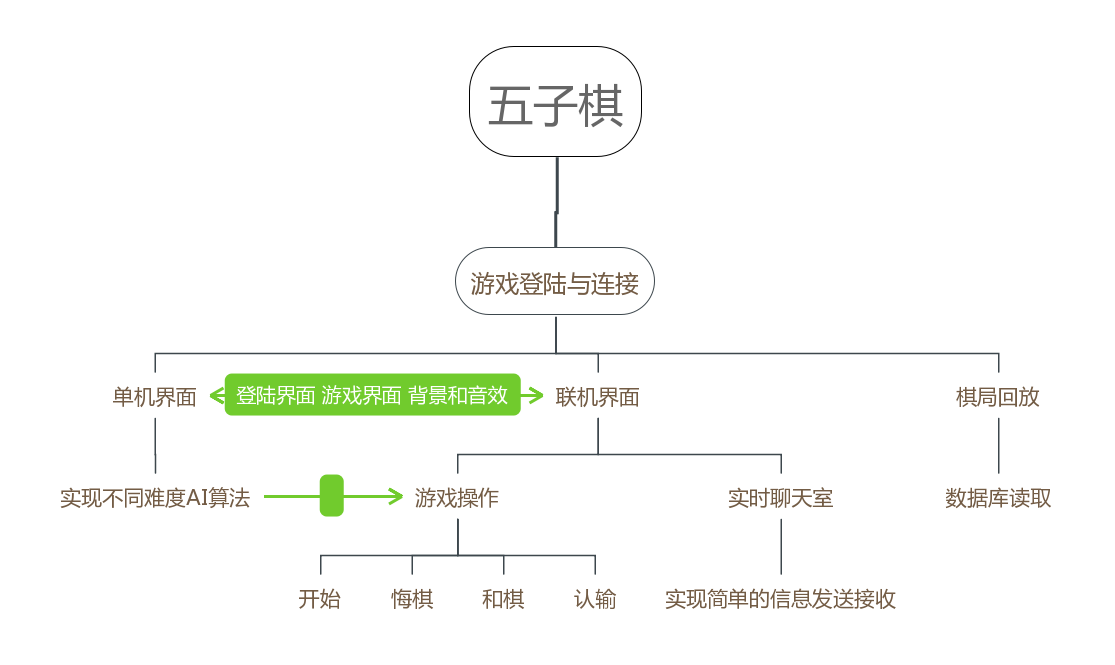 五子棋
游戏登陆与连接
单机界面
登陆界面 游戏界面 背景和音效
联机界面
棋局回放
实现不同难度AI算法
游戏操作
实时聊天室
数据库读取
开始
悔棋
和棋
认输
实现简单的信息发送接收